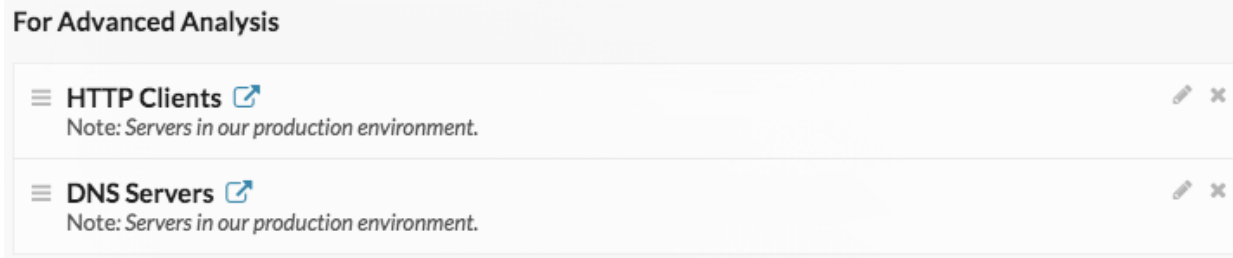 For Advanced Analysis
HTTP Clients
Note: Servers in our production environment.
DNS Servers
Note: Servers in our production environment.